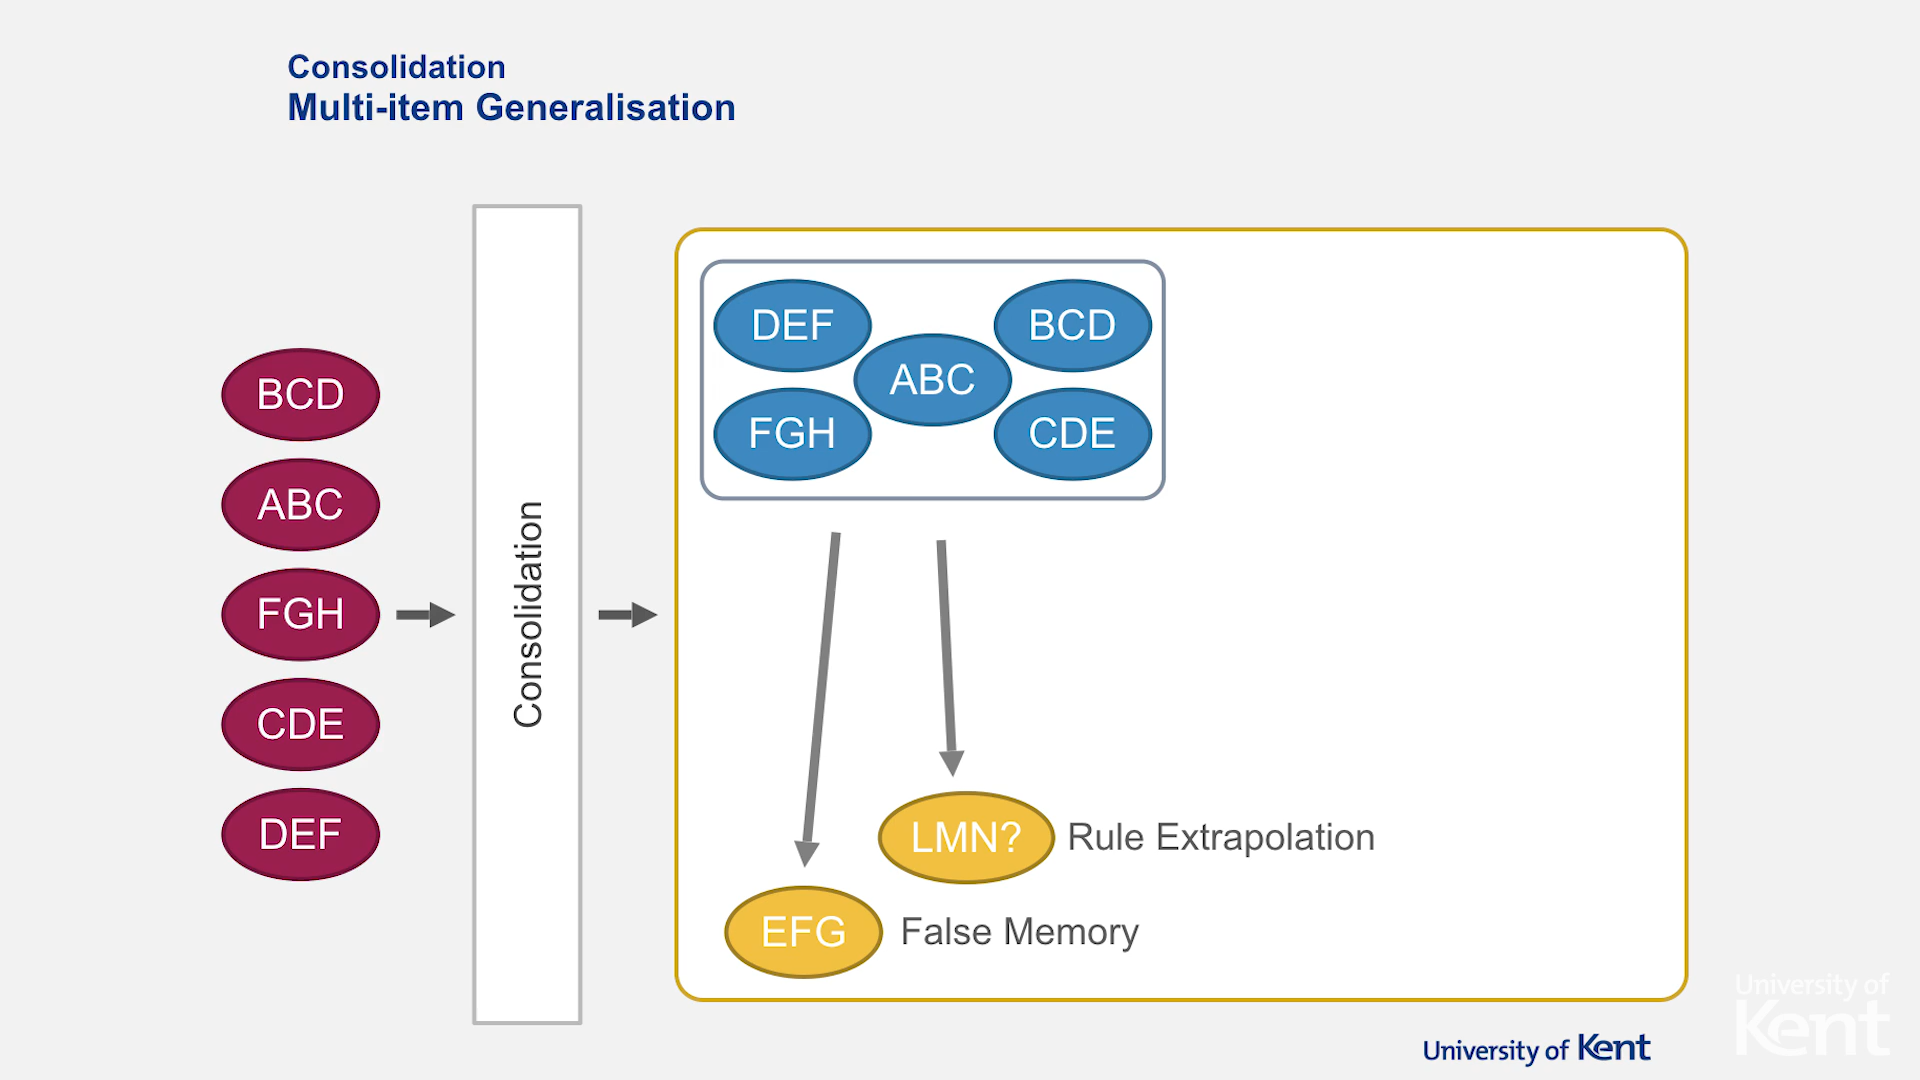 Consolidation
Multi-item Generalisation
BCD
ABC
FGH
CDE
DEF
Consolidation
DEF
BCD
ABC
FGH
CDE
LMN?
Rule Extrapolation
EFG
False Memory
University of Kent
University of
Kent